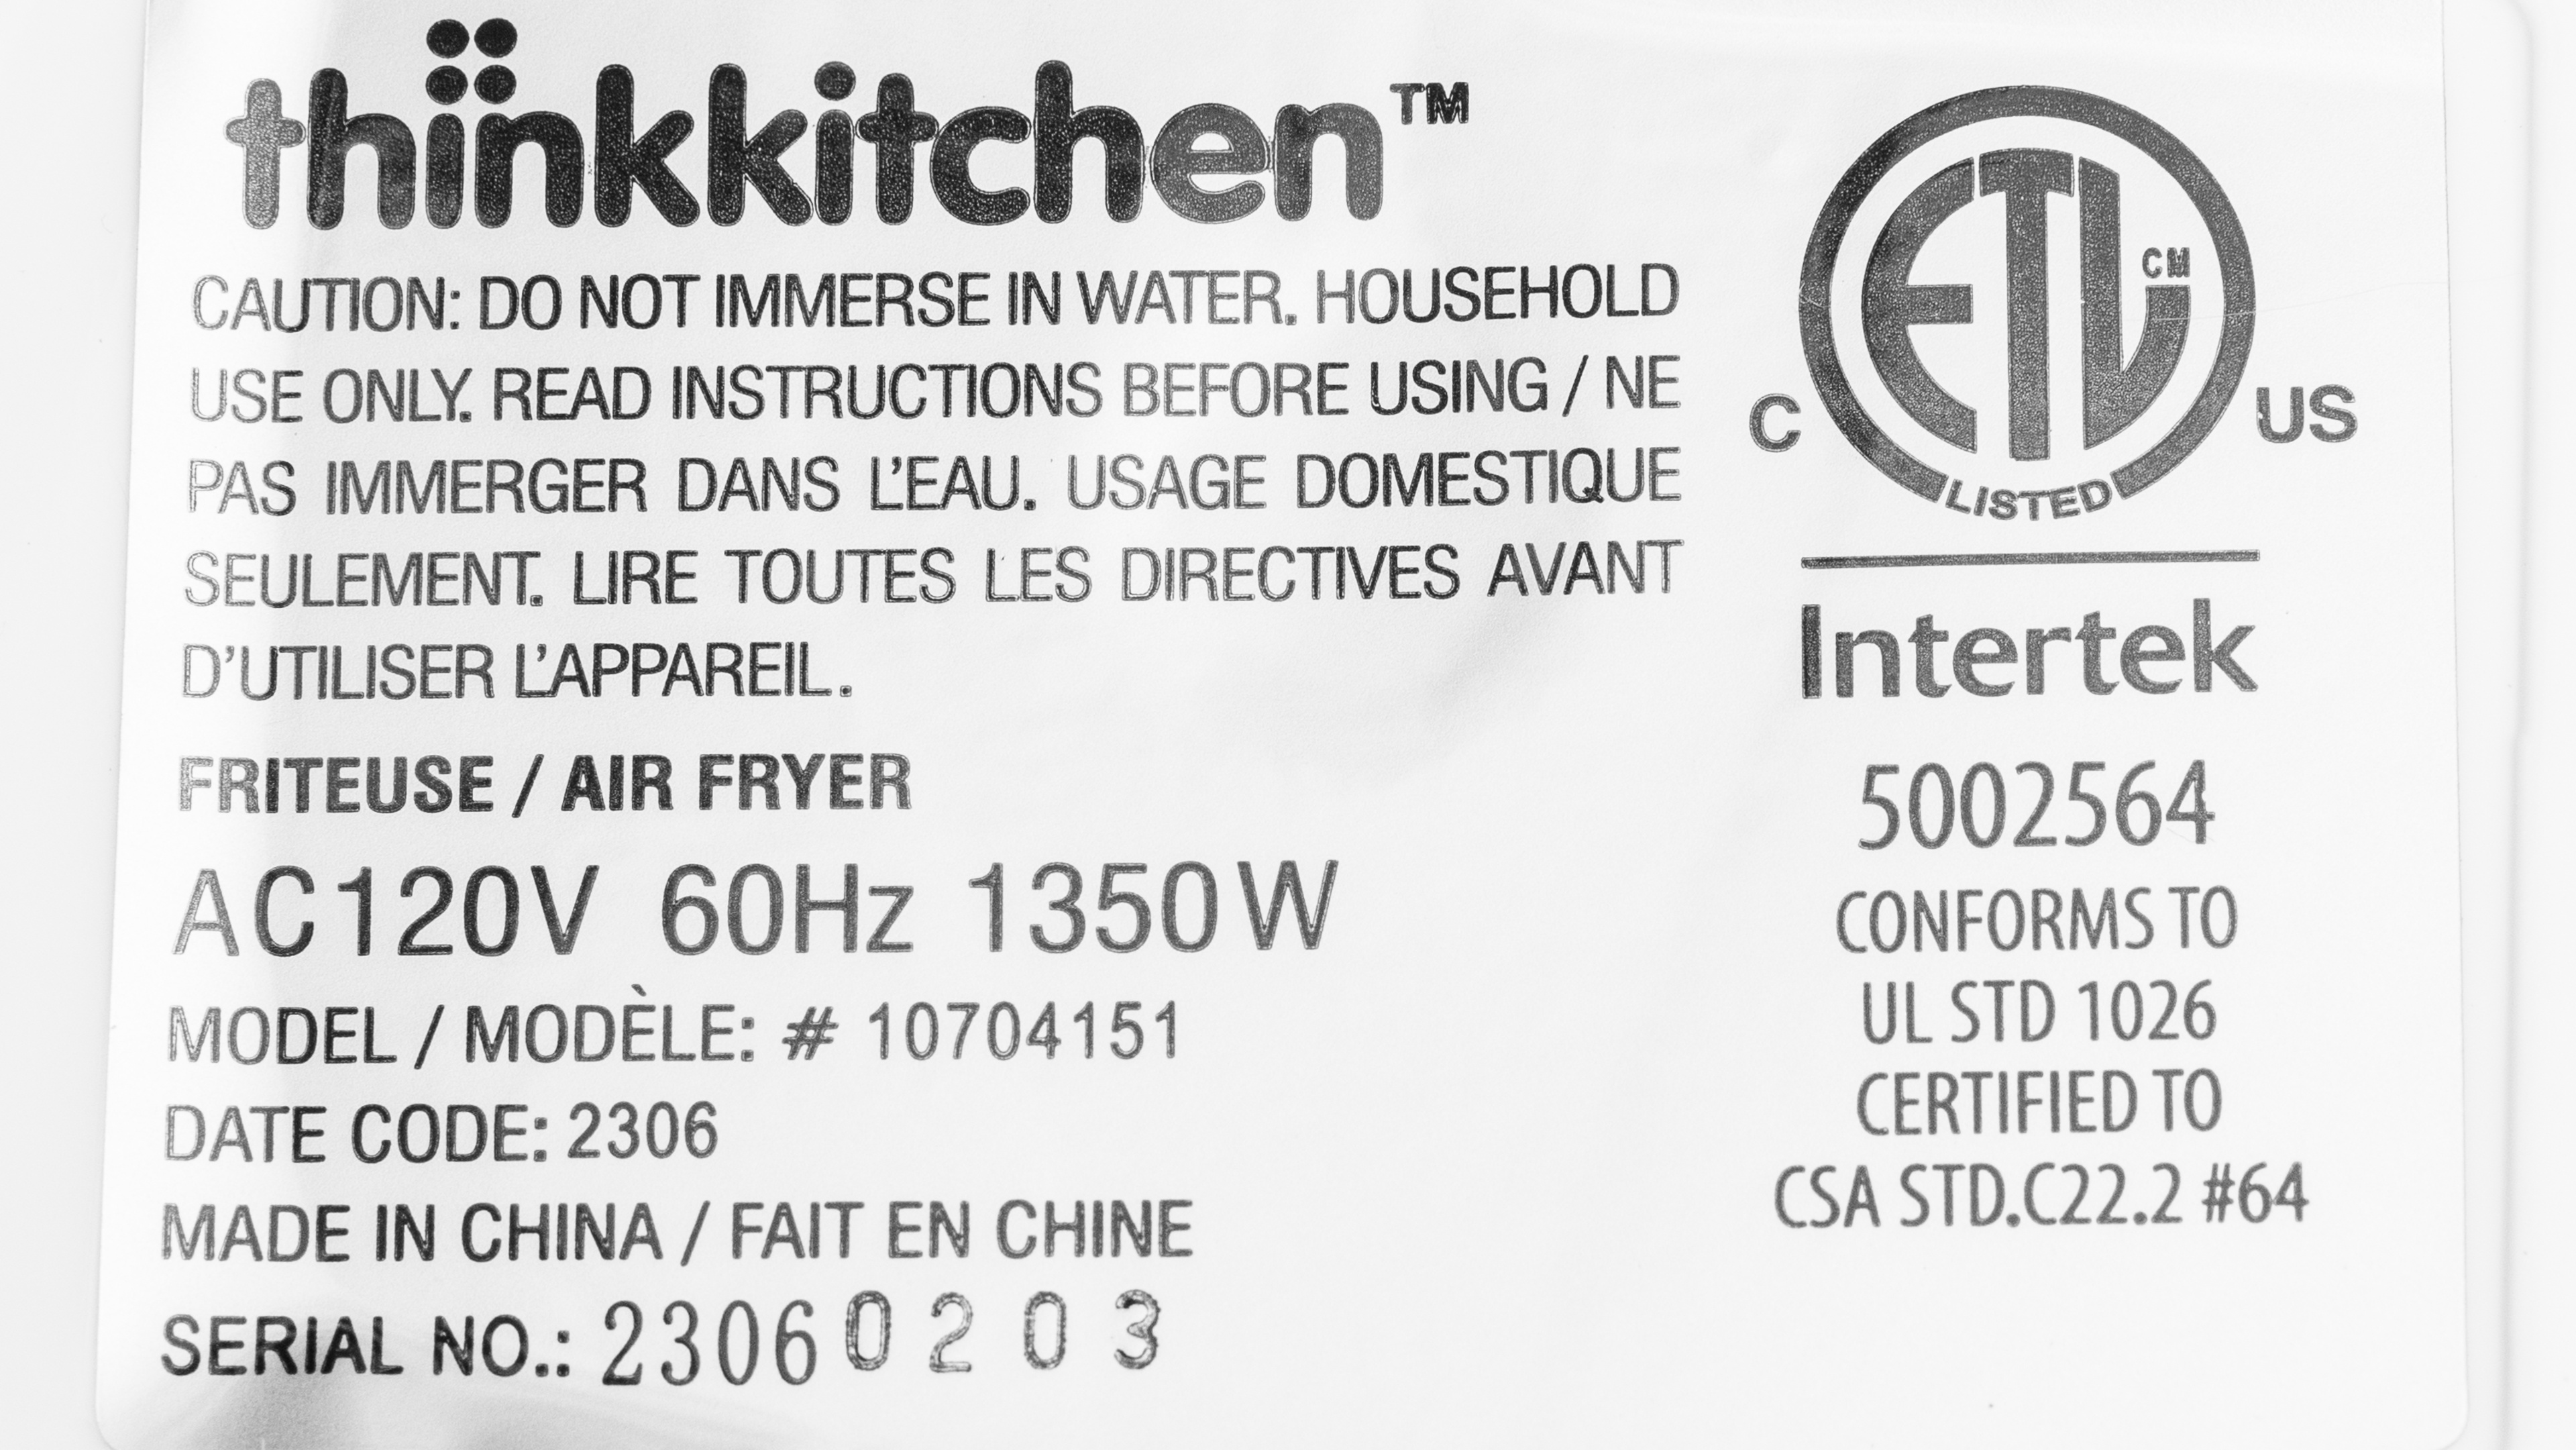 thinkkitchen™
CAUTION: DO NOT IMMERSE IN WATER. HOUSEHOLD
USE ONLY. READ INSTRUCTIONS BEFORE USING / NE
PAS IMMERGER DANS L'EAU. USAGE DOMESTIQUE
SEULEMENT. LIRE TOUTES LES DIRECTIVES AVANT
D'UTILISER L'APPAREIL.
FRITEUSE / AIR FRYER
AC120V 60Hz 1350W
MODEL / MODÈLE: # 10704151
DATE CODE: 2306
MADE IN CHINA / FAIT EN CHINE
SERIAL NO.: 23060203
ETL CM
C US
LISTED
Intertek
5002564
CONFORMS TO
UL STD 1026
CERTIFIED TO
CSA STD.C22.2 #64